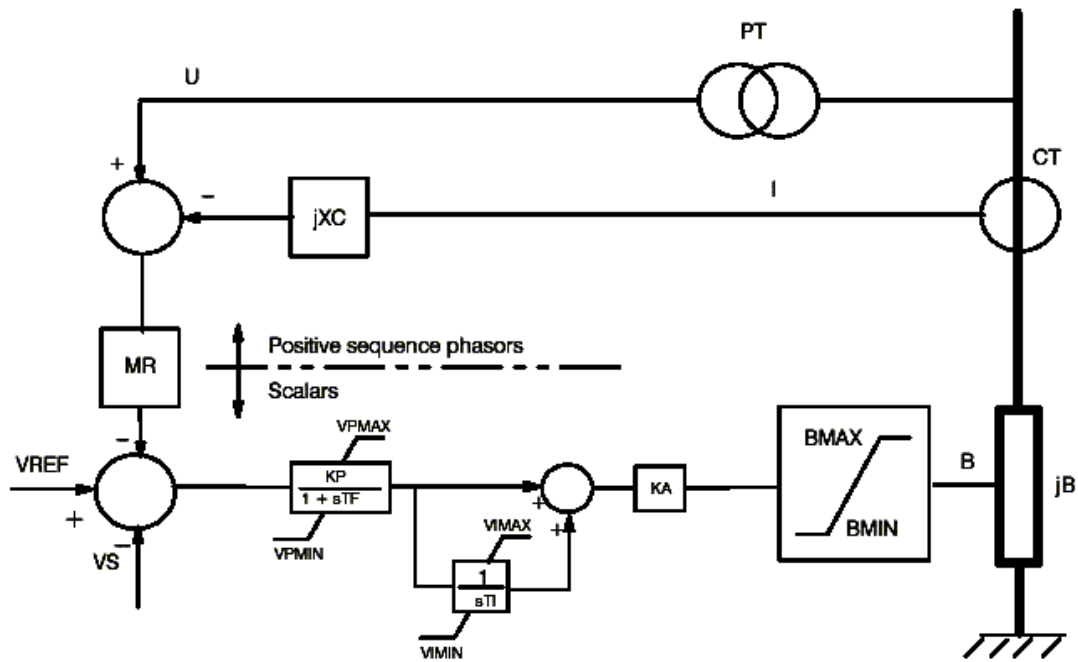 PT
U
CT
+
−
I
jXC
MR
Positive sequence phasors
Scalars
−
VPMAX
BMAX
VREF
KP
1 + sTF
B
+
KA
jB
+
VPMIN
VIMAX
+
BMIN
−
VS
1
sTI
VIMIN